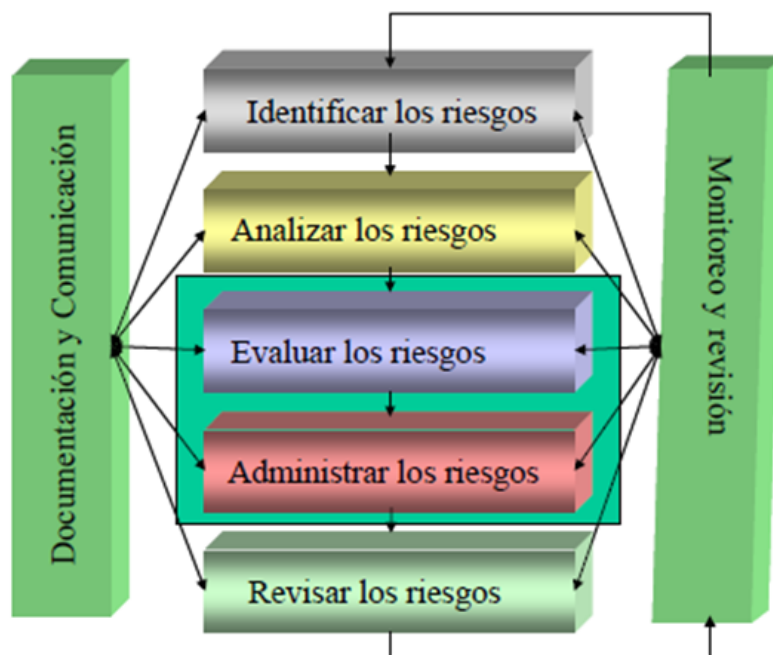 Documentación y Comunicación
Identificar los riesgos
Analizar los riesgos
Evaluar los riesgos
Administrar los riesgos
Revisar los riesgos
Monitoreo y revisión